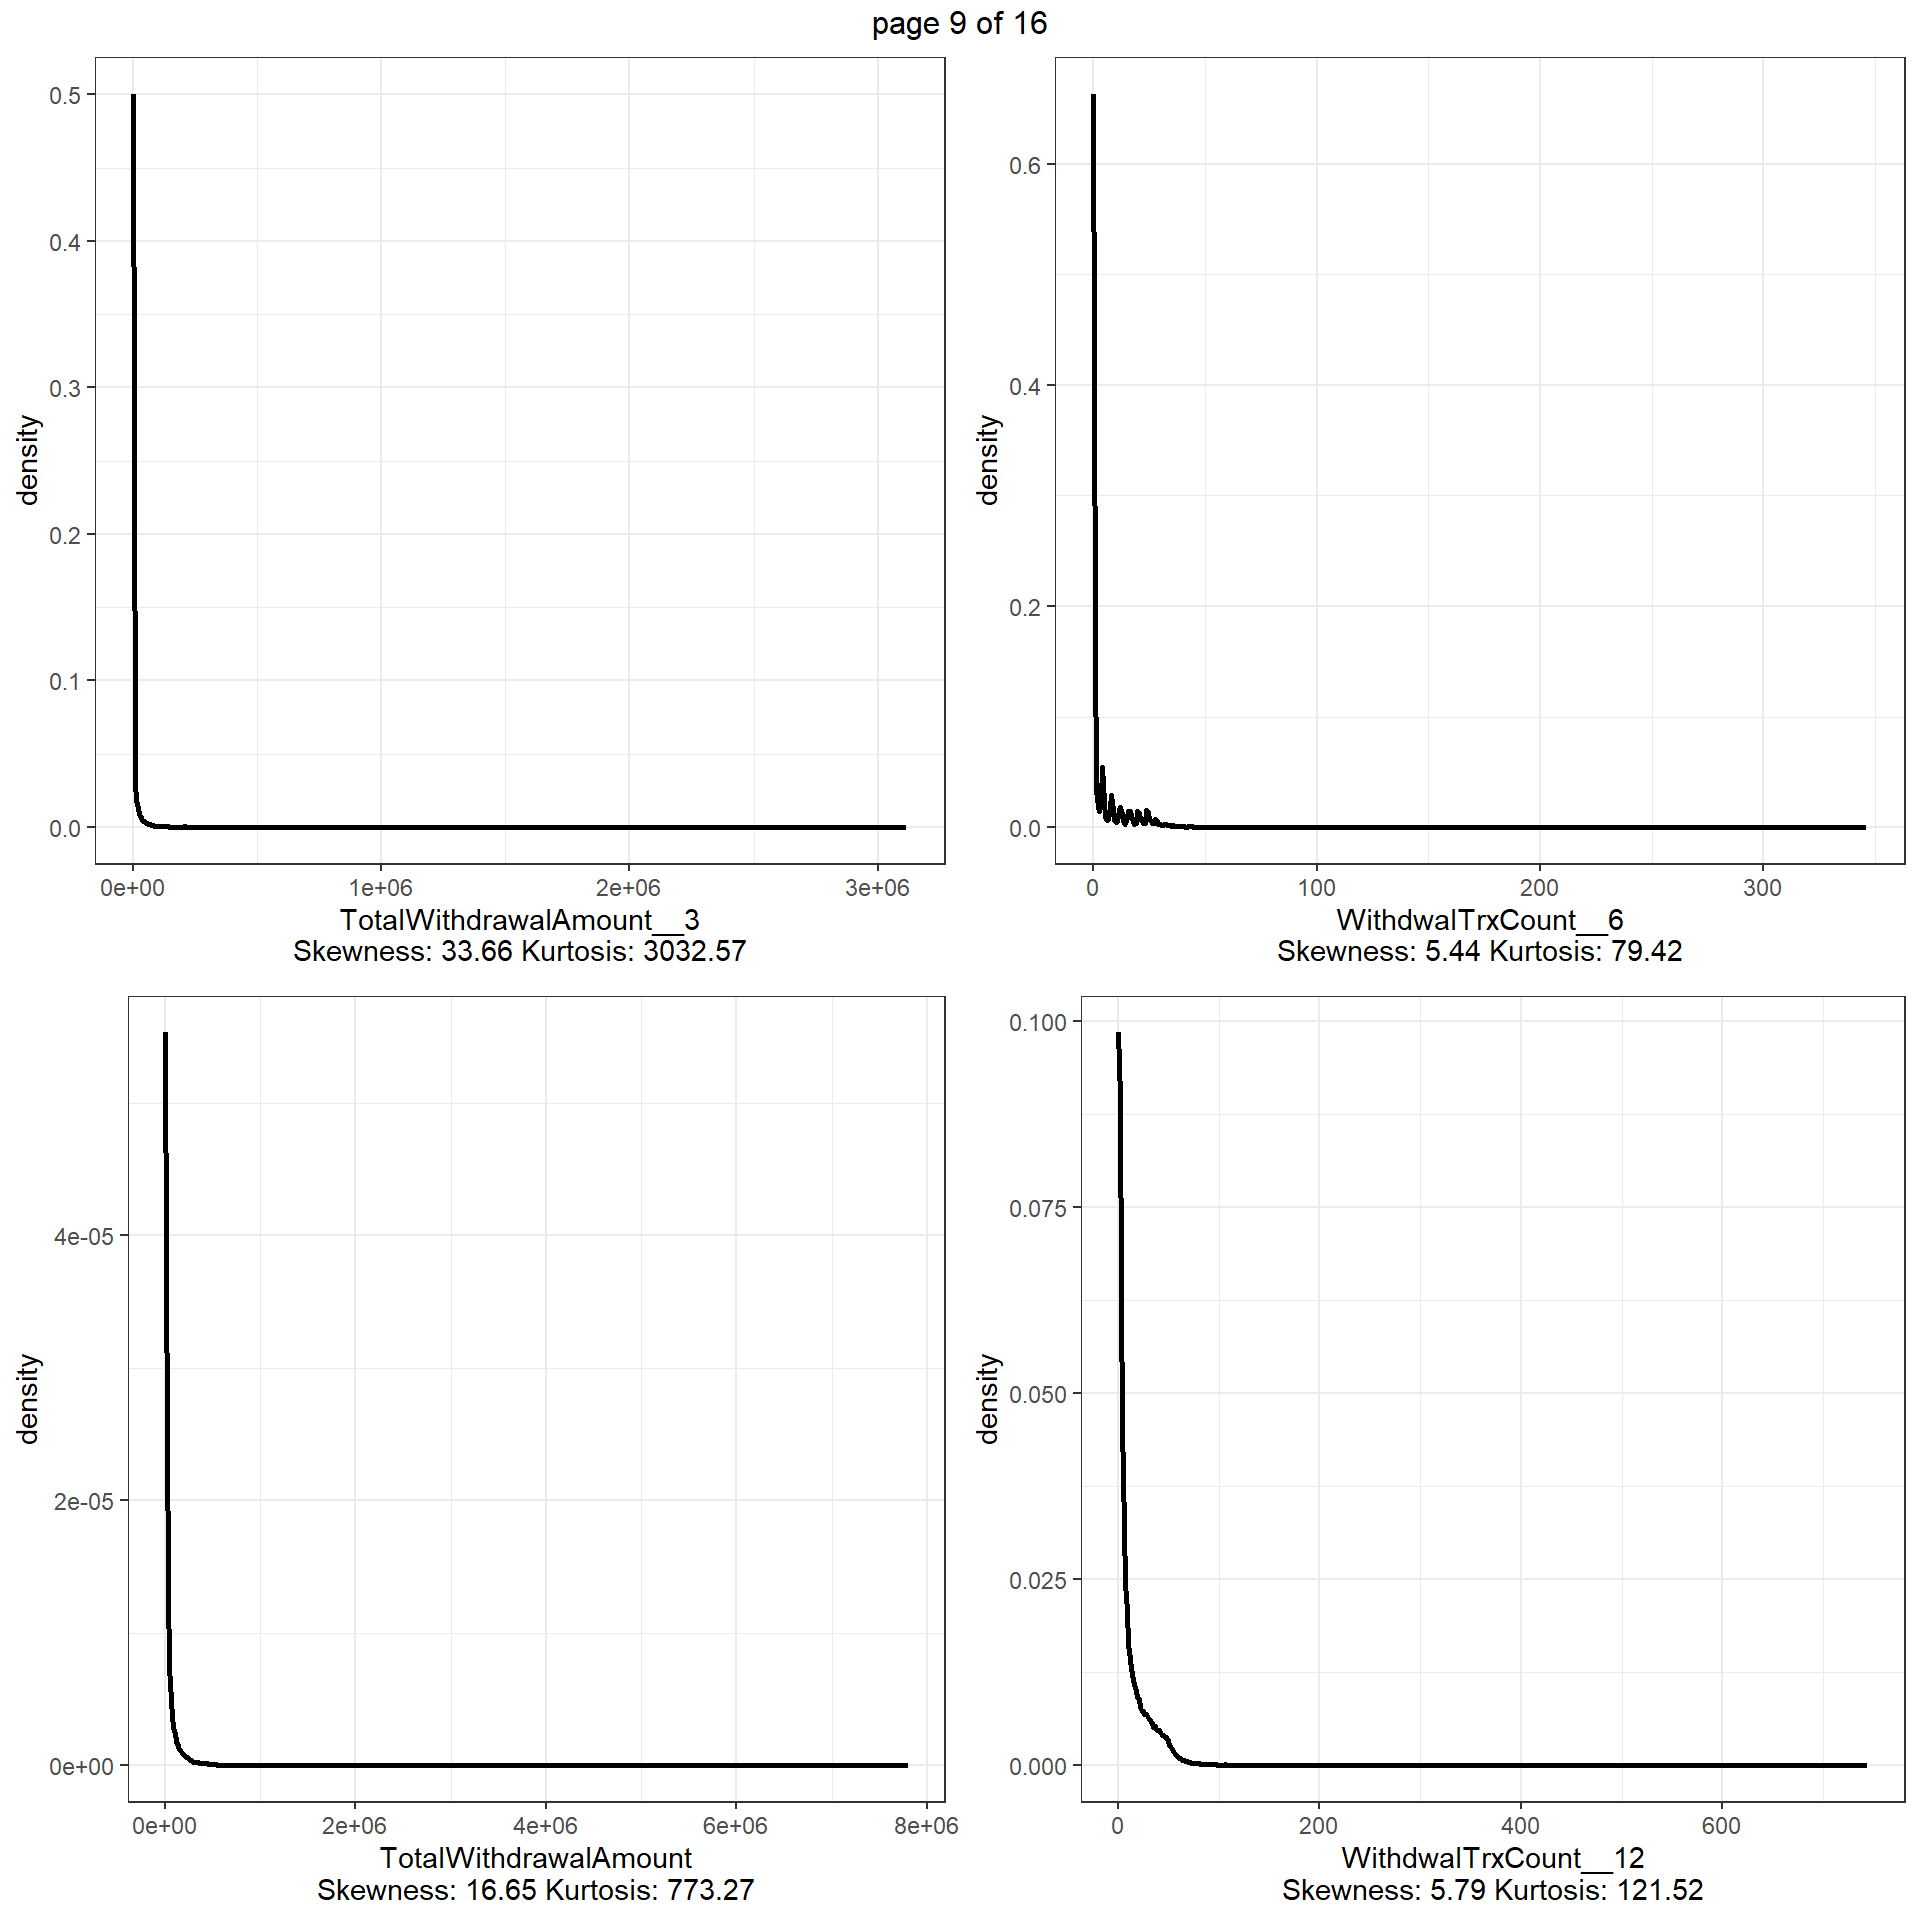 page 9 of 16
0.5
0.4
0.3
0.2
0.1
0.0
density
0e+00 1e+06 2e+06 3e+06
TotalWithdrawalAmount__3
Skewness: 33.66 Kurtosis: 3032.57
0.6
0.4
0.2
0.0
density
0 100 200 300
WithdwalTrxCount__6
Skewness: 5.44 Kurtosis: 79.42
4e-05
2e-05
0e+00
density
0e+00 2e+06 4e+06 6e+06 8e+06
TotalWithdrawalAmount
Skewness: 16.65 Kurtosis: 773.27
0.100
0.075
0.050
0.025
0.000
density
0 200 400 600
WithdwalTrxCount__12
Skewness: 5.79 Kurtosis: 121.52